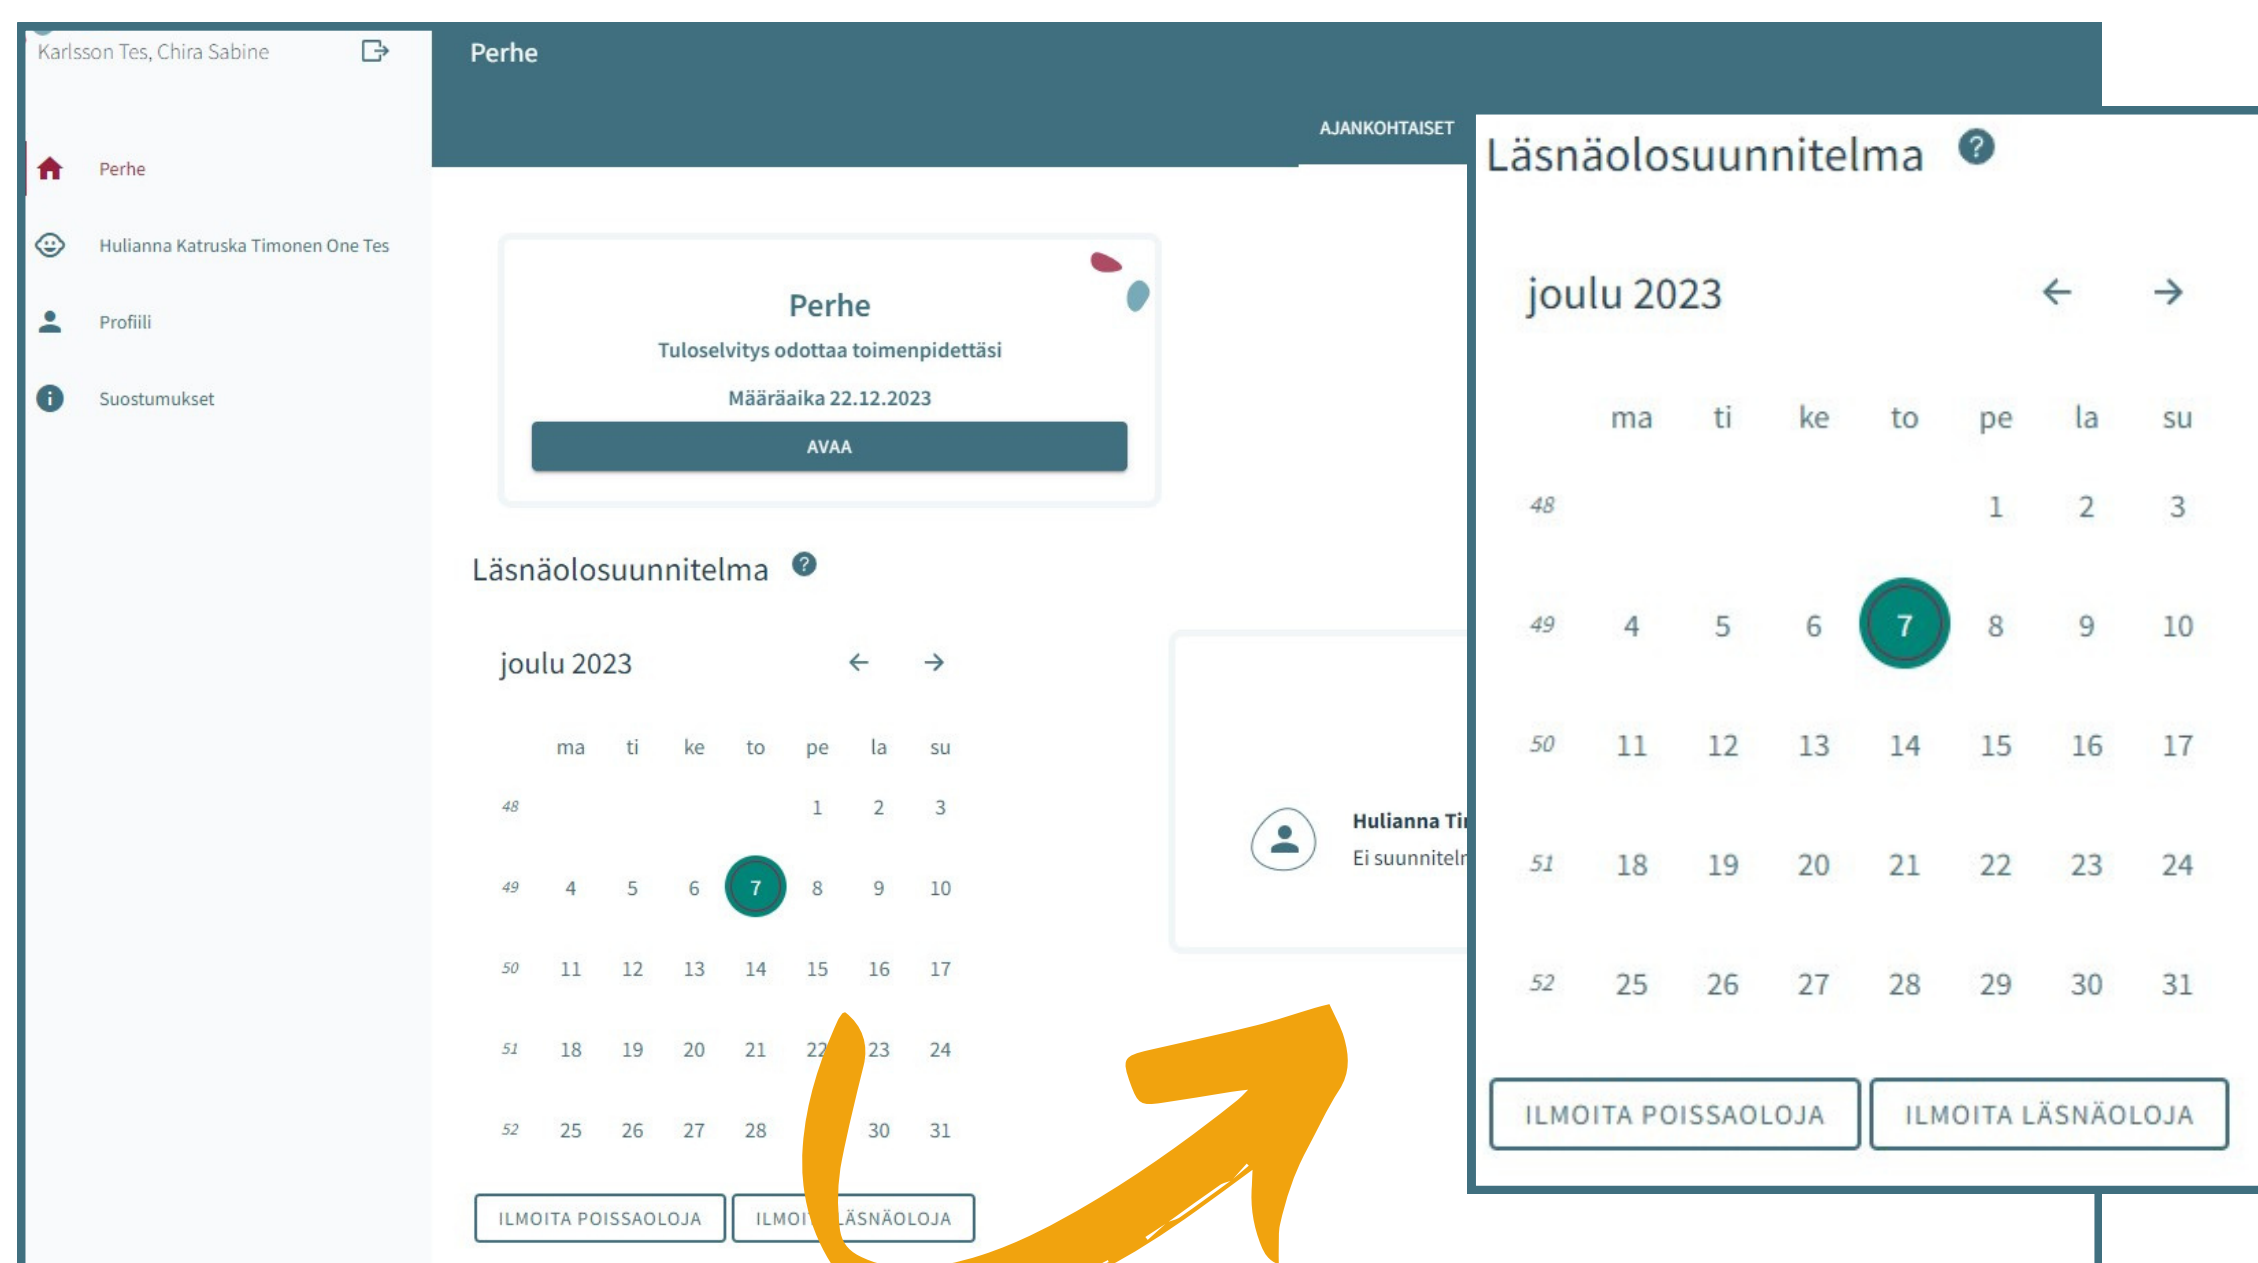 Karlsson Tes, Chira Sabine
Perhe
Hulianna Katruska Timonen One Tes
Profiili
Suostumukset
Perhe
AJANKOHTAISET
Perhe
Tuloselvitys odottaa toimenpidettäsi
Määräaika 22.12.2023
AVAA
Läsnäolosuunnitelma ?
joulu 2023
ma ti ke to pe la su
48 1 2 3
49 4 5 6 7 8 9 10
50 11 12 13 14 15 16 17
51 18 19 20 21 22 23 24
52 25 26 27 28 30 31
ILMOITA POISSAOLOJA
LÄSNÄOLOJA
Hulianna
Ei
Läsnäolosuunnitelma ?
joulu 2023
ma ti ke to pe la su
48 1 2 3
49 4 5 6 7 8 9 10
50 11 12 13 14 15 16 17
51 18 19 20 21 22 23 24
52 25 26 27 28 29 30 31
ILMOITA POISSAOLOJA
ILMOITA LÄSNÄOLOJA